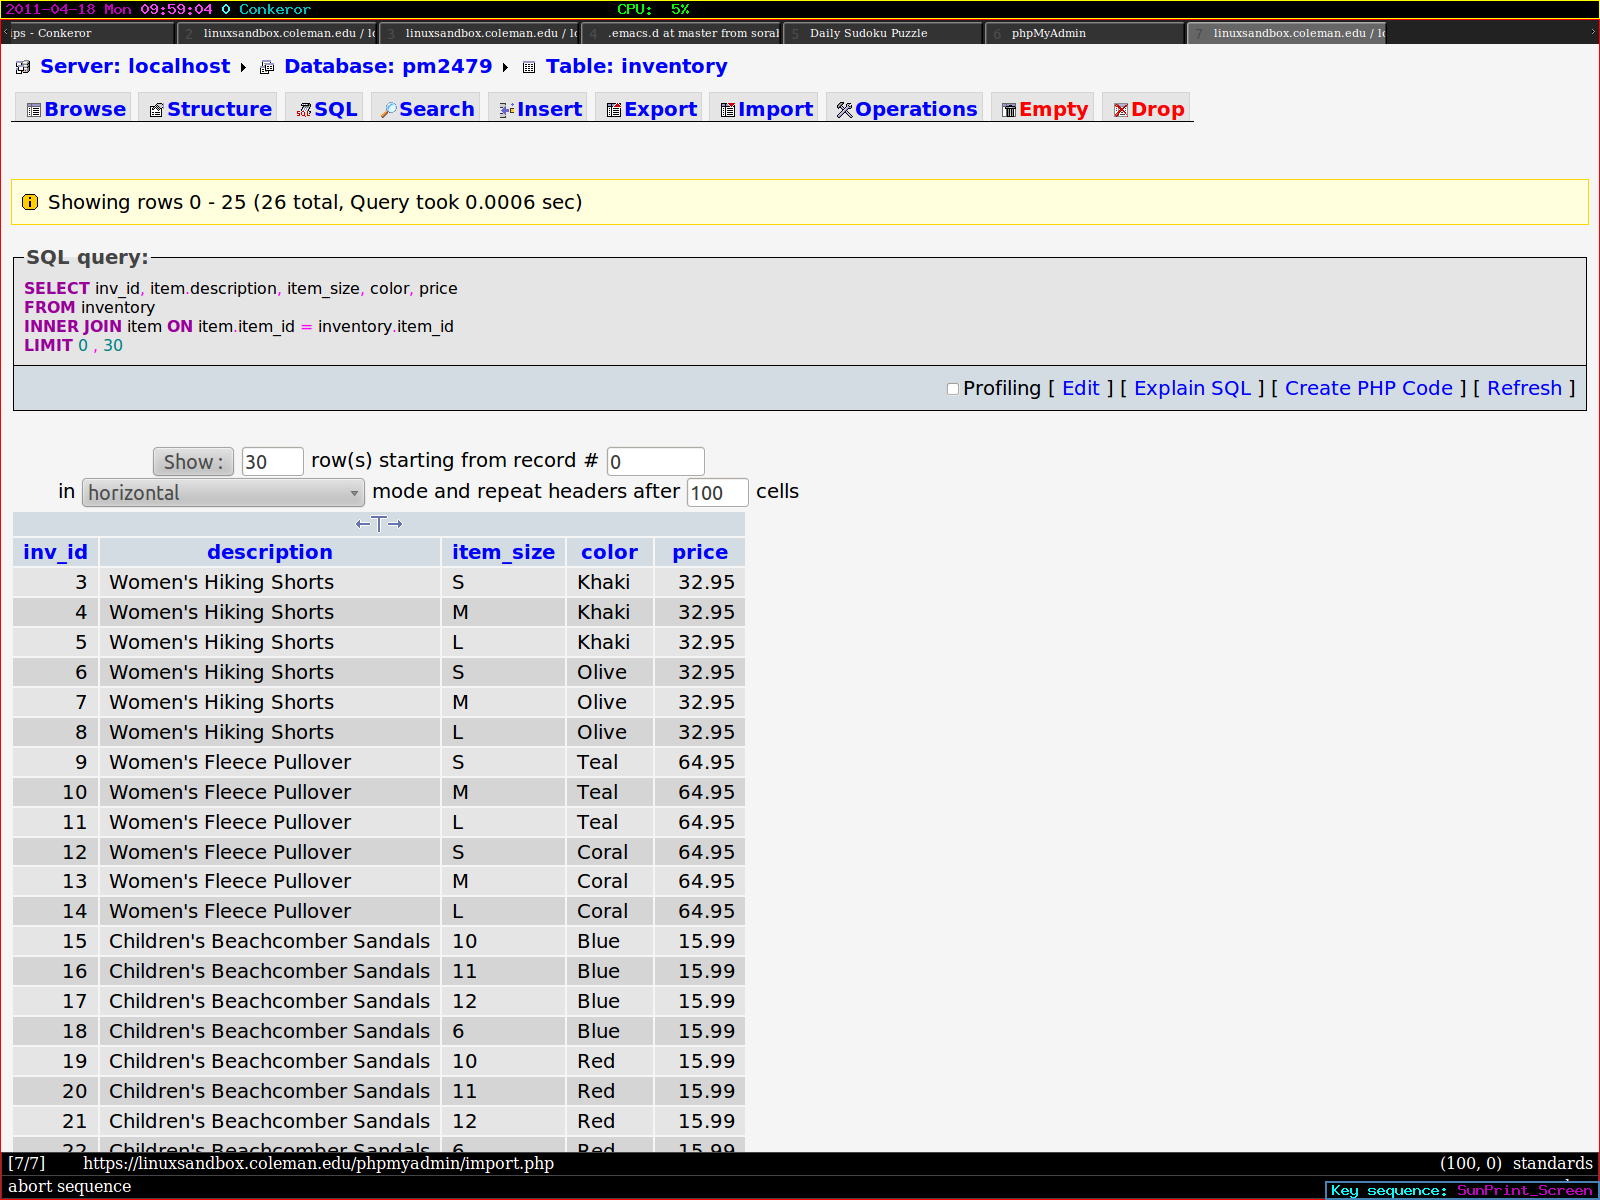 2011-04-18 Mon 09:59:04 0 Conkeror CPU: 5%
ps - Conkeror 2 linuxsandbox.coleman.edu / lo 3 linuxsandbox.coleman.edu / lo 4 .emacs.d at master from soral 5 Daily Sudoku Puzzle 6 phpMyAdmin 7 linuxsandbox.coleman.edu / lo
Server: localhost Database: pm2479 Table: inventory
Browse Structure SQL Search Insert Export Import Operations Empty Drop
Showing rows 0 - 25 (26 total, Query took 0.0006 sec)
SQL query:
SELECT inv_id, item.description, item_size, color, price
FROM inventory
INNER JOIN item ON item.item_id = inventory.item_id
LIMIT 0 , 30
Profiling [ Edit ] [ Explain SQL ] [ Create PHP Code ] [ Refresh ]
Show : 30 row(s) starting from record # 0
in horizontal mode and repeat headers after 100 cells
←T→
inv_id description item_size color price
3 Women's Hiking Shorts S Khaki 32.95
4 Women's Hiking Shorts M Khaki 32.95
5 Women's Hiking Shorts L Khaki 32.95
6 Women's Hiking Shorts S Olive 32.95
7 Women's Hiking Shorts M Olive 32.95
8 Women's Hiking Shorts L Olive 32.95
9 Women's Fleece Pullover S Teal 64.95
10 Women's Fleece Pullover M Teal 64.95
11 Women's Fleece Pullover L Teal 64.95
12 Women's Fleece Pullover S Coral 64.95
13 Women's Fleece Pullover M Coral 64.95
14 Women's Fleece Pullover L Coral 64.95
15 Children's Beachcomber Sandals 10 Blue 15.99
16 Children's Beachcomber Sandals 11 Blue 15.99
17 Children's Beachcomber Sandals 12 Blue 15.99
18 Children's Beachcomber Sandals 6 Blue 15.99
19 Children's Beachcomber Sandals 10 Red 15.99
20 Children's Beachcomber Sandals 11 Red 15.99
21 Children's Beachcomber Sandals 12 Red 15.99
22 Children's Beachcomber Sandals 6 Red 15.99
[7/7] https://linuxsandbox.coleman.edu/phpmyadmin/import.php (100, 0) standards
abort sequence
Key sequence: SunPrint_Screen